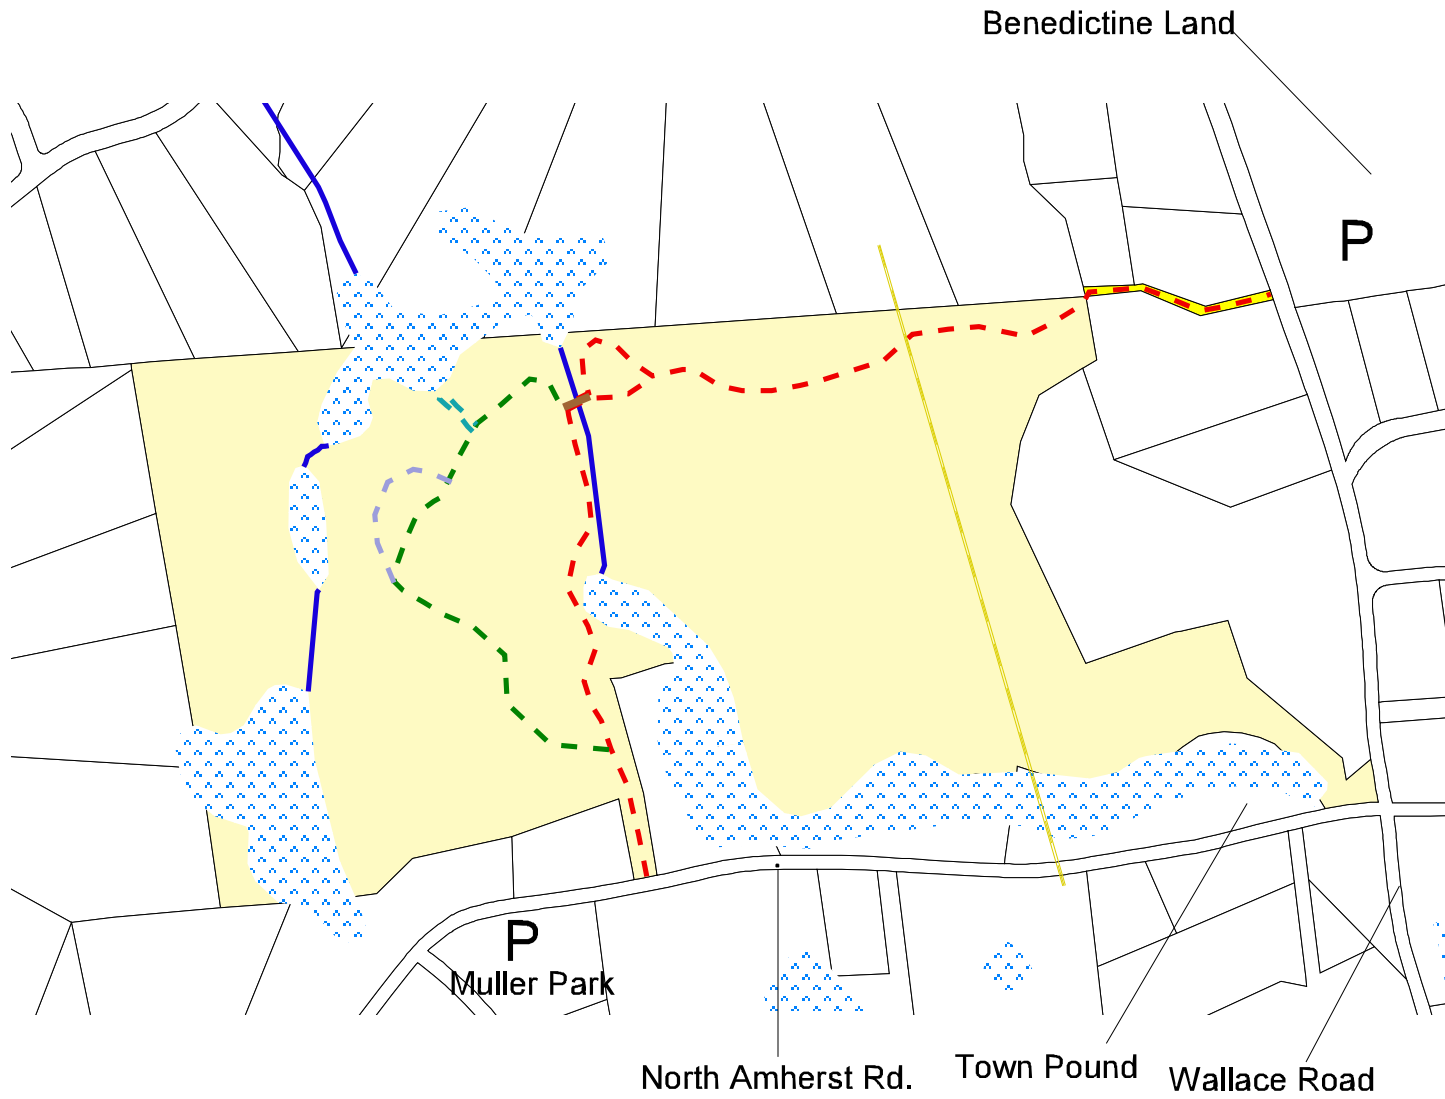 Benedictine Land
P
P
Muller Park
North Amherst Rd.
Town Pound
Wallace Road